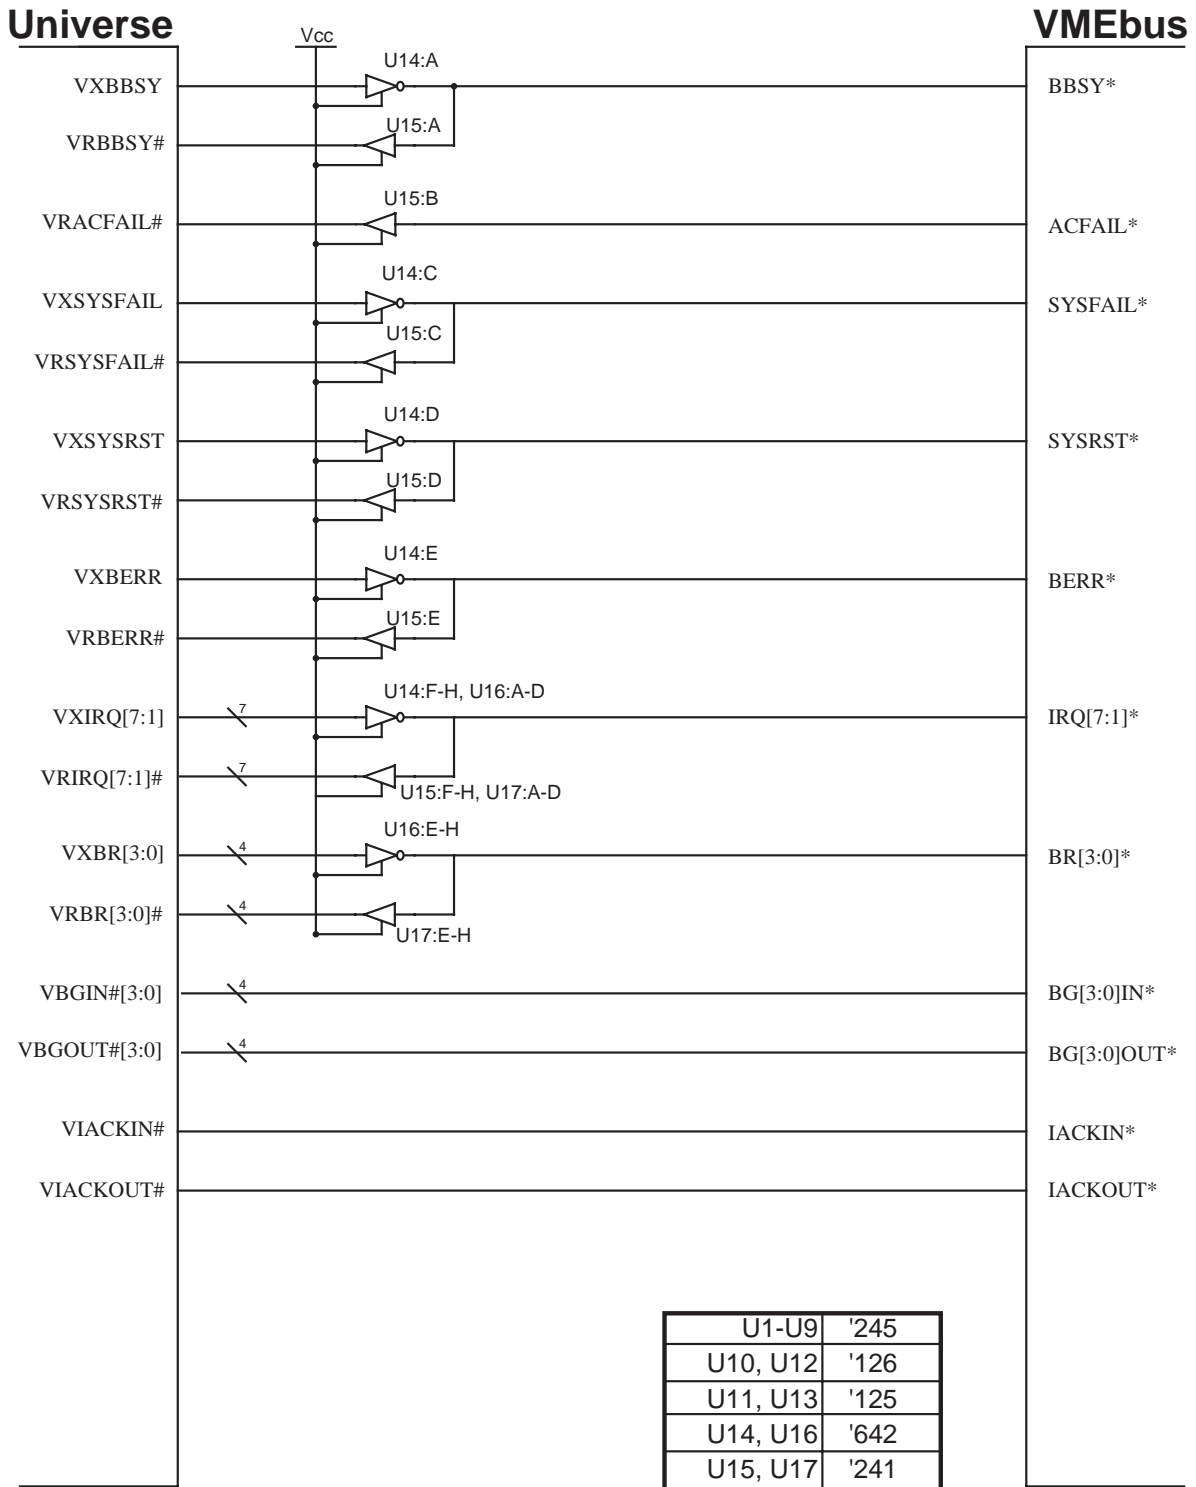 Universe VMEbus
Vcc
U14:A
VXBBSY BBSY*
U15:A
VRBBSY#
U15:B
VRACFAIL# ACFAIL*
U14:C
VXSYSFAIL SYSFAIL*
U15:C
VRSYSFAIL#
U14:D
VXSYSRST SYSRST*
U15:D
VRSYSRST#
U14:E
VXBERR BERR*
U15:E
VRBERR#
U14:F-H, U16:A-D
VXIRQ[7:1] 7 IRQ[7:1]*
VRIRQ[7:1]# 7
U15:F-H, U17:A-D
U16:E-H
VXBR[3:0] 4 BR[3:0]*
VRBR[3:0]# 4
U17:E-H
VBGIN#[3:0] 4 BG[3:0]IN*
VBGOUT#[3:0] 4 BG[3:0]OUT*
VIACKIN# IACKIN*
VIACKOUT# IACKOUT*
U1-U9 '245
U10, U12 '126
U11, U13 '125
U14, U16 '642
U15, U17 '241